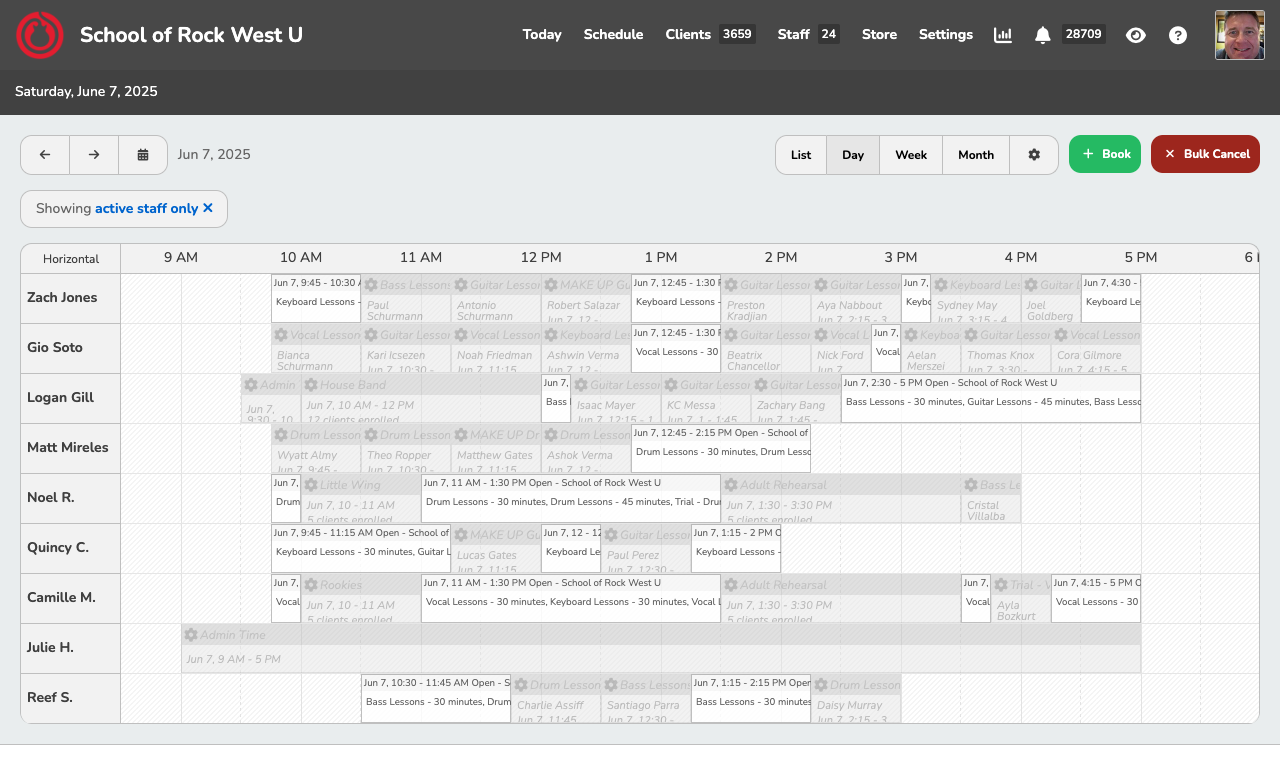 School of Rock West U
Today Schedule Clients 3659 Staff 24 Store Settings 28709
Saturday, June 7, 2025
Jun 7, 2025
List Day Week Month
Book
Bulk Cancel
Showing active staff only
Horizontal 9 AM 10 AM 11 AM 12 PM 1 PM 2 PM 3 PM 4 PM 5 PM
Zach Jones
Jun 7, 9:45 - 10:30
Keyboard Lessons -
Bass Lessons
Paul
Schurmann
Guitar Lesson
Antonio
Schurmann
MAKE UP Gu
Robert Salazar
Jun 7, 12 -
Jun 7, 12:45 - 1:30
Keyboard Lessons -
Guitar Lesson
Preston
Kradjian
Guitar Lesson
Aya Nabbout
Jun 7, 2:15 - 3
Jun 7,
Keybo
Keyboard Les
Sydney May
Jun 7, 3:15 - 4
Guitar L
Joel
Goldberg
Jun 7, 4:30 -
Keyboard Le
Gio Soto
Vocal Lesson
Bianca
Schurmann
Guitar Lesson
Kari Icsezen
Jun 7, 10:30 -
Vocal Lesson
Noah Friedman
Jun 7, 11:15
Keyboard Les
Ashwin Verma
Jun 7, 12 -
Jun 7, 12:45 - 1:30
Vocal Lessons - 30
Guitar Lesson
Beatrix
Chancellor
Vocal L
Nick Ford
Jun 7,
Jun 7,
Vocal
Keyboa
Aelan
Merszei
Guitar Lesson
Thomas Knox
Jun 7, 3:30 -
Vocal Lesson
Cora Gilmore
Jun 7, 4:15 - 5
Logan Gill
Admin
Jun 7,
9:30 - 10
House Band
Jun 7, 10 AM - 12 PM
12 clients enrolled
Jun 7,
Bass
Guitar Lesson
Isaac Mayer
Jun 7, 12:15 - 1
Guitar Lesson
KC Messa
Jun 7, 1 - 1:45
Guitar Lesson
Zachary Bang
Jun 7, 1:45 -
Jun 7, 2:30 - 5 PM Open - School of Rock West U
Bass Lessons - 30 minutes, Guitar Lessons - 45 minutes, Bass Lesso
Matt Mireles
Drum Lesson
Wyatt Almy
Jun 7, 9:45 -
Drum Lesson
Theo Ropper
Jun 7, 10:30 -
MAKE UP Dr
Matthew Gates
Jun 7, 11:15
Drum Lesson
Ashok Verma
Jun 7, 12 -
Jun 7, 12:45 - 2:15 PM Open - School of
Drum Lessons - 30 minutes, Drum Lesso
Noel R.
Jun 7,
Drum
Little Wing
Jun 7, 10 - 11 AM
5 clients enrolled
Jun 7, 11 AM - 1:30 PM Open - School of Rock West U
Drum Lessons - 30 minutes, Drum Lessons - 45 minutes, Trial - Dru
Adult Rehearsal
Jun 7, 1:30 - 3:30 PM
5 clients enrolled
Bass Le
Cristal
Villalba
Quincy C.
Jun 7, 9:45 - 11:15 AM Open - School of
Keyboard Lessons - 30 minutes, Guitar L
MAKE UP Gu
Lucas Gates
Jun 7, 11:15
Jun 7, 12 - 12
Keyboard Le
Guitar Lesson
Paul Perez
Jun 7, 12:30 -
Jun 7, 1:15 - 2 PM O
Keyboard Lessons -
Camille M.
Jun 7,
Vocal
Rookies
Jun 7, 10 - 11 AM
5 clients enrolled
Jun 7, 11 AM - 1:30 PM Open - School of Rock West U
Vocal Lessons - 30 minutes, Keyboard Lessons - 30 minutes, Vocal L
Adult Rehearsal
Jun 7, 1:30 - 3:30 PM
5 clients enrolled
Jun 7,
Vocal
Trial - V
Ayla
Bozkurt
Jun 7, 4:15 - 5 PM O
Vocal Lessons - 30
Julie H.
Admin Time
Jun 7, 9 AM - 5 PM
Reef S.
Jun 7, 10:30 - 11:45 AM Open - S
Bass Lessons - 30 minutes, Drum
Drum Lesson
Charlie Assiff
Jun 7, 11:45
Bass Lessons
Santiago Parra
Jun 7, 12:30 -
Jun 7, 1:15 - 2:15 PM Open
Bass Lessons - 30 minutes
Drum Lesson
Daisy Murray
Jun 7, 2:15 - 3